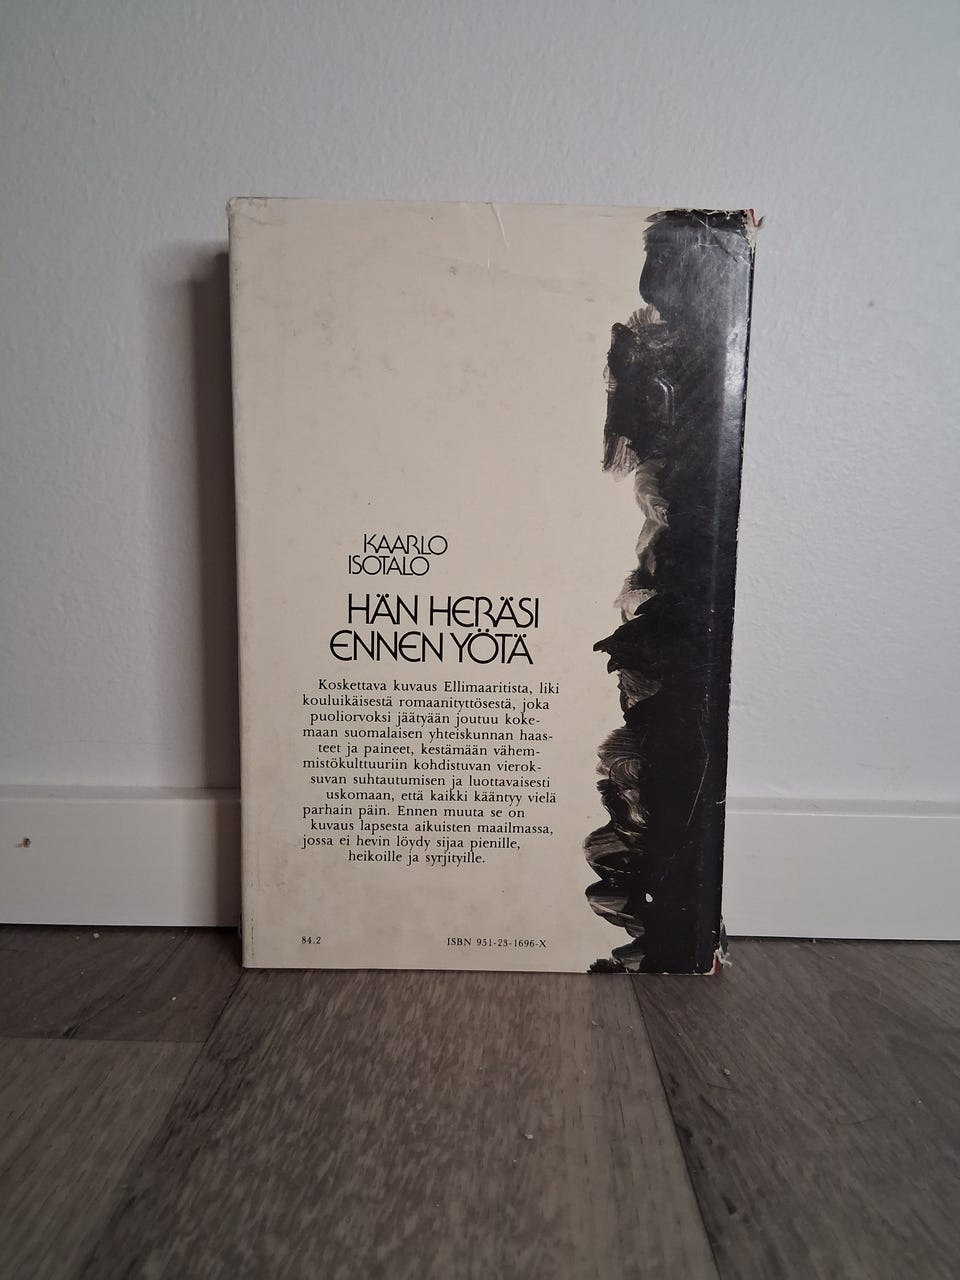 KAARLO
ISOTALO
HÄN HERÄSI
ENNEN YÖTÄ
Koskettava kuvaus Ellimaaritista, liki
kouluikäisestä romaanityttösestä, joka
puoliorvoksi jäätyään joutuu koke-
maan suomalaisen yhteiskunnan haas-
teet ja paineet, kestämään vähem-
mistökulttuuriin kohdistuvan vierok-
suvan suhtautumisen ja luottavaisesti
uskomaan, että kaikki kääntyy vielä
parhain päin. Ennen muuta se on
kuvaus lapsesta aikuisten maailmassa,
jossa ei hevin löydy sijaa pienille,
heikoille ja syrjityille.
84.2 ISBN 951-23-1696-X